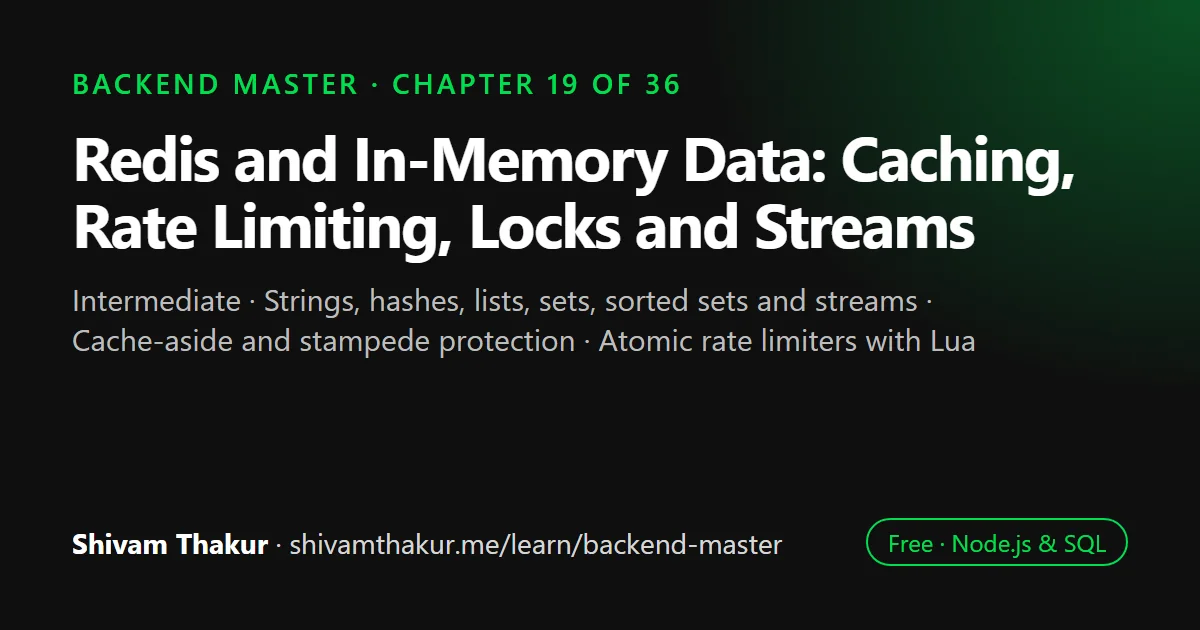 BACKEND MASTER · CHAPTER 19 OF 36
Redis and In-Memory Data: Caching,
Rate Limiting, Locks and Streams
Intermediate · Strings, hashes, lists, sets, sorted sets and streams ·
Cache-aside and stampede protection · Atomic rate limiters with Lua
Shivam Thakur · shivamthakur.me/learn/backend-master
Free · Node.js & SQL